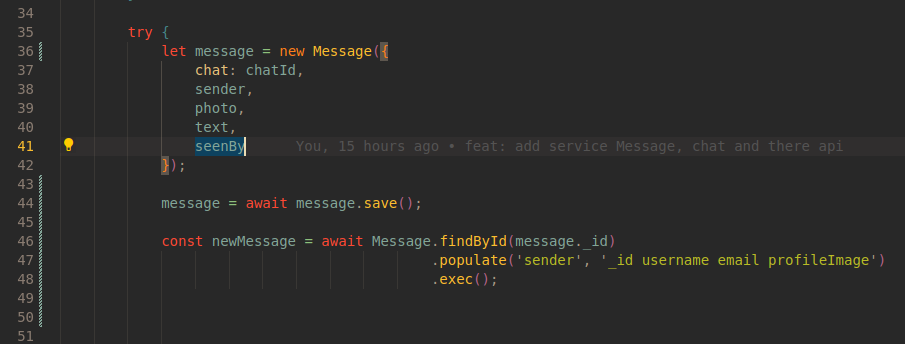 34
35 try {
36 let message = new Message({
37 chat: chatId,
38 sender,
39 photo,
40 text,
41 seenBy You, 15 hours ago • feat: add service Message, chat and there api
42 });
43
44 message = await message.save();
45
46 const newMessage = await Message.findById(message._id)
47 .populate('sender', '_id username email profileImage')
48 .exec();
49
50
51